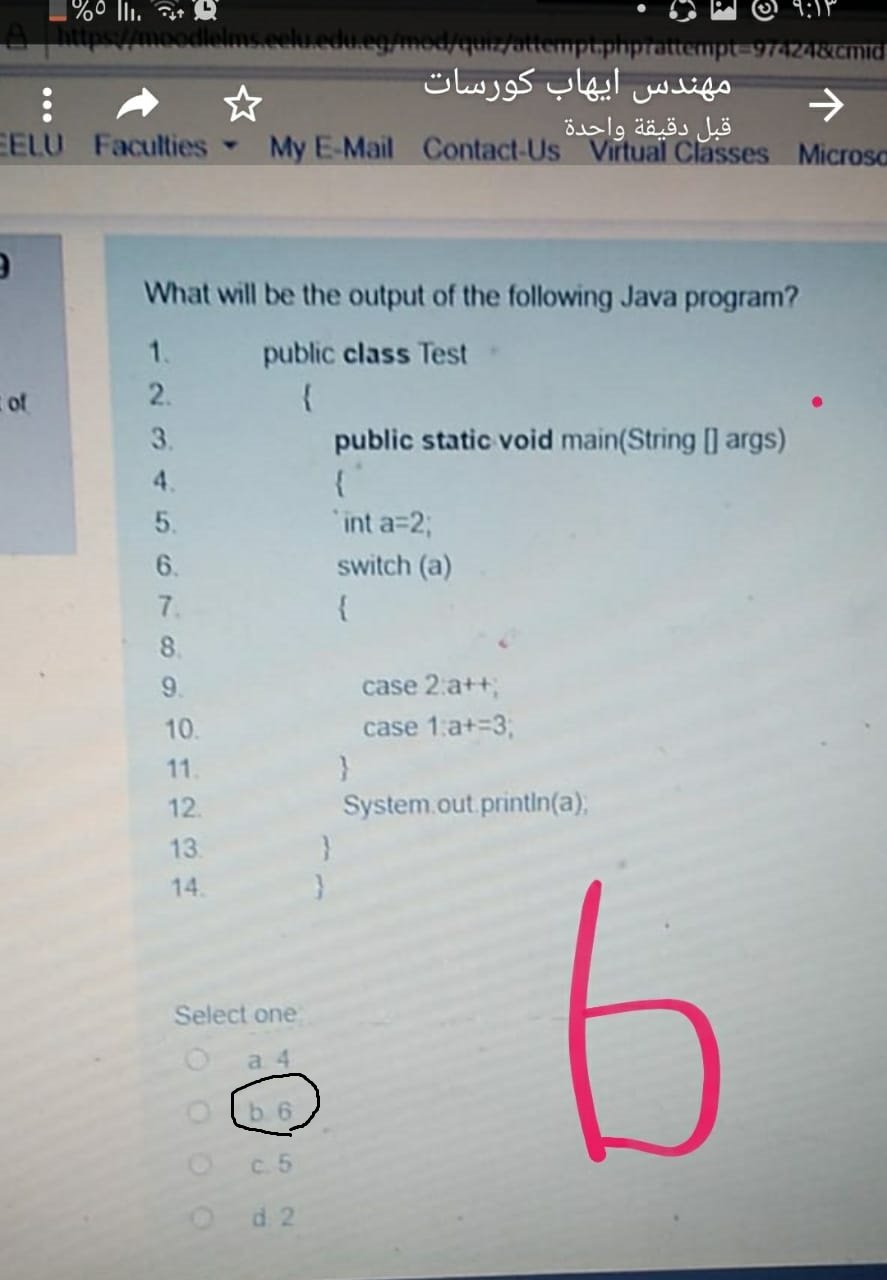 %0
٩:١٣
https://moodlelms.eelu.edu.eg/mod/quiz/attempt.php?attempt=97424&cmid
مهندس ايهاب كورسات
قبل دقيقة واحدة
EELU Faculties My E-Mail Contact-Us Virtual Classes
of
What will be the output of the following Java program?
1. public class Test
2. {
3. public static void main(String [] args)
4. {
5. int a=2;
6. switch (a)
7. {
8.
9. case 2:a++;
10. case 1:a+=3;
11. }
12. System.out.println(a);
13. }
14. }
Select one:
a. 4
b. 6
c. 5
d. 2
b